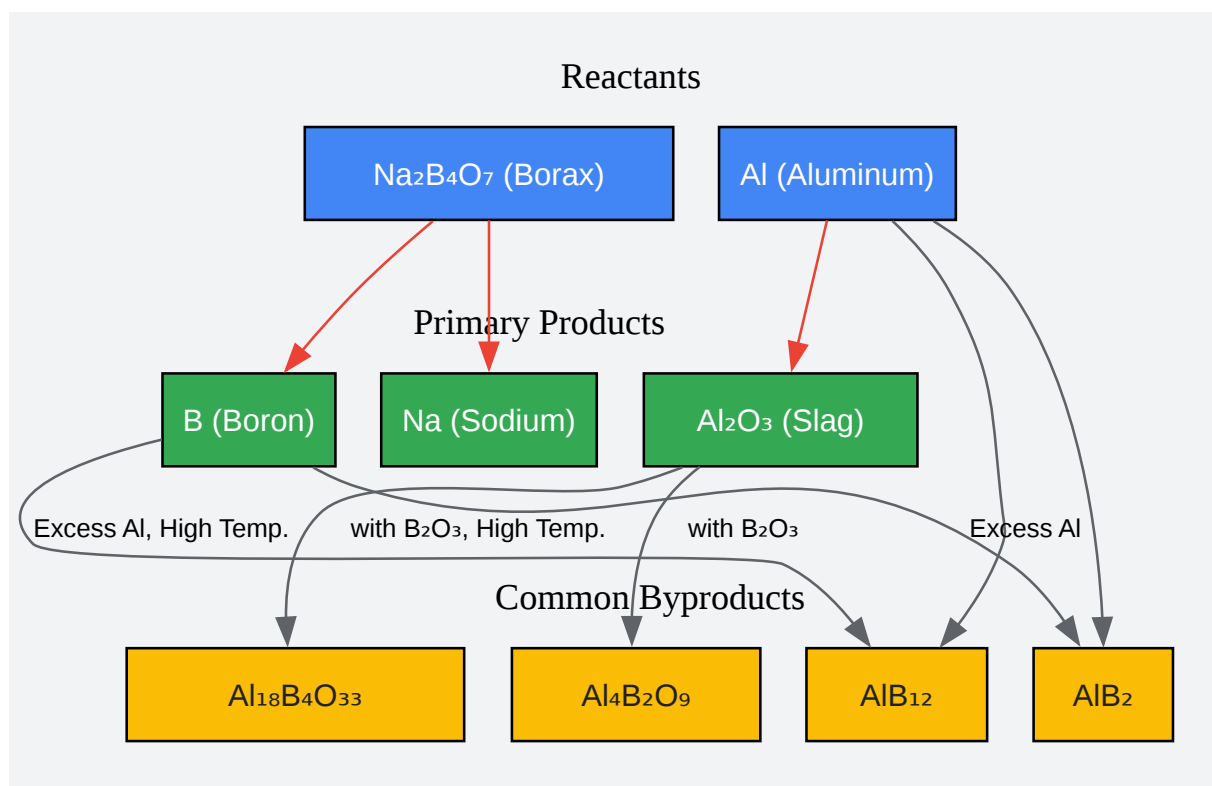 Reactants
Na₂B₄O₇ (Borax)
Al (Aluminum)
Primary Products
B (Boron)
Na (Sodium)
Al₂O₃ (Slag)
Excess Al, High Temp.
with B₂O₃, High Temp.
with B₂O₃
Excess Al
Common Byproducts
Al₁₈B₄O₃₃
Al₄B₂O₉
AlB₁₂
AlB₂